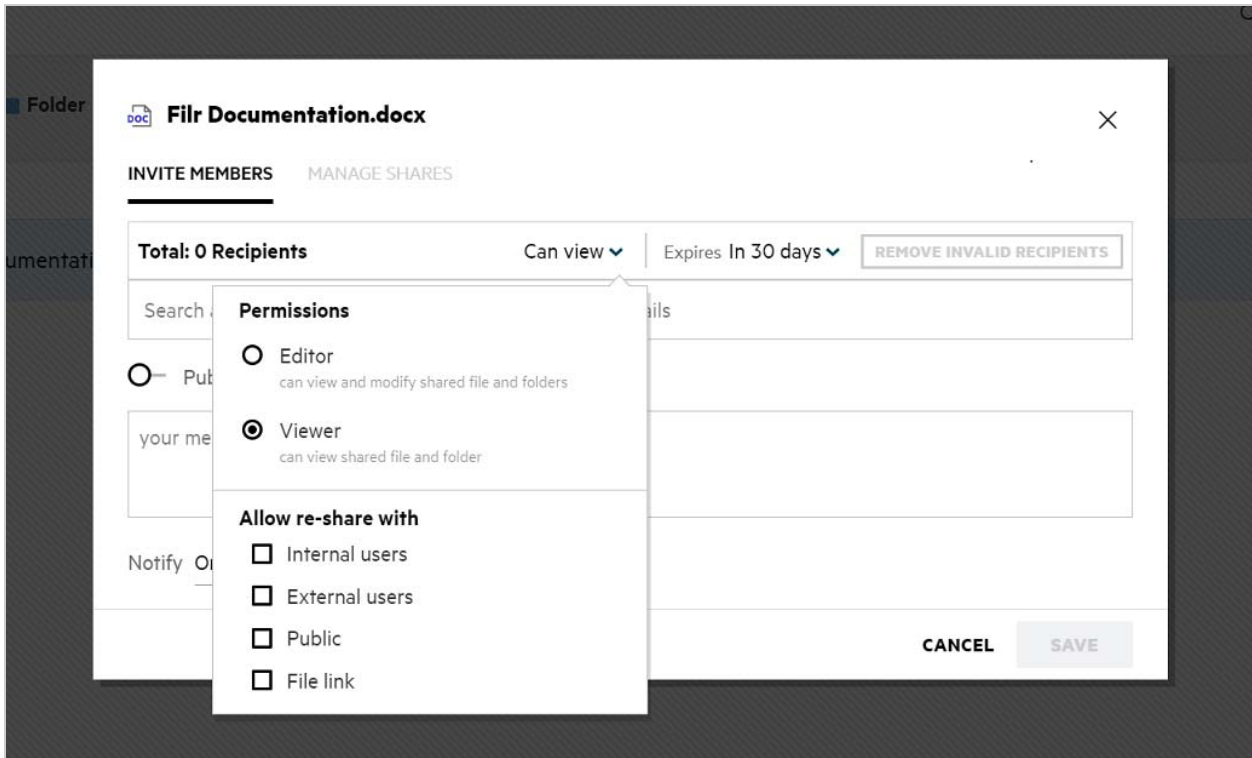 Folder
DOC Filr Documentation.docx
INVITE MEMBERS MANAGE SHARES
Total: 0 Recipients Can view Expires In 30 days REMOVE INVALID RECIPIENTS
Search
Permissions
Editor
can view and modify shared file and folders
Viewer
can view shared file and folder
your me
Allow re-share with
Internal users
External users
Public
File link
Notify
CANCEL SAVE